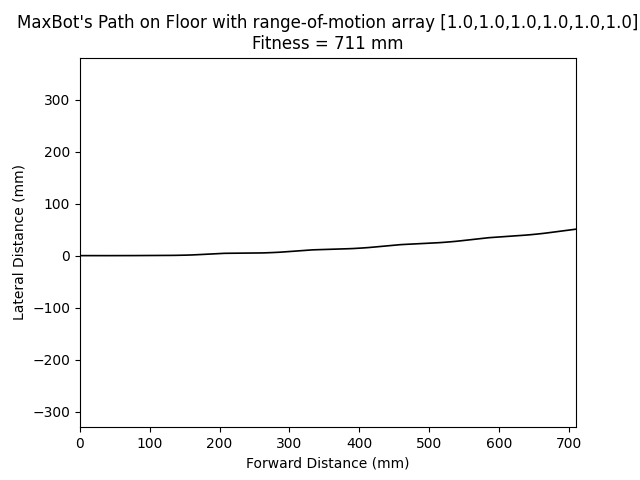 MaxBot's Path on Floor with range-of-motion array [1.0,1.0,1.0,1.0,1.0,1.0]
Fitness = 711 mm
300
200
100
0
−100
−200
−300
Lateral Distance (mm)
0 100 200 300 400 500 600 700
Forward Distance (mm)